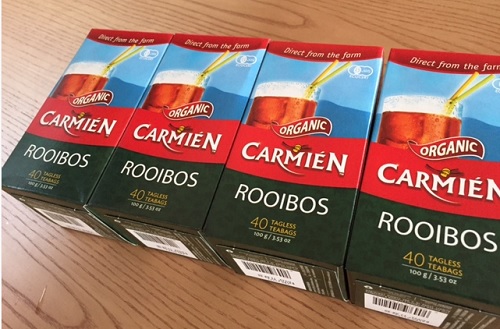 Direct from the farm
ORGANIC
CARMIÉN
ROOIBOS
40 TAGLESS
TEABAGS
100 g / 3.53 oz
Direct from the farm
ORGANIC
CARMIÉN
ROOIBOS
40 TAGLESS
TEABAGS
100 g / 3.53 oz
Direct from the farm
ORGANIC
CARMIÉN
ROOIBOS
40 TAGLESS
TEABAGS
100 g / 3.53 oz
Direct from the farm
ORGANIC
CARMIÉN
ROOIBOS
40 TAGLESS
TEABAGS
100 g / 3.53 oz